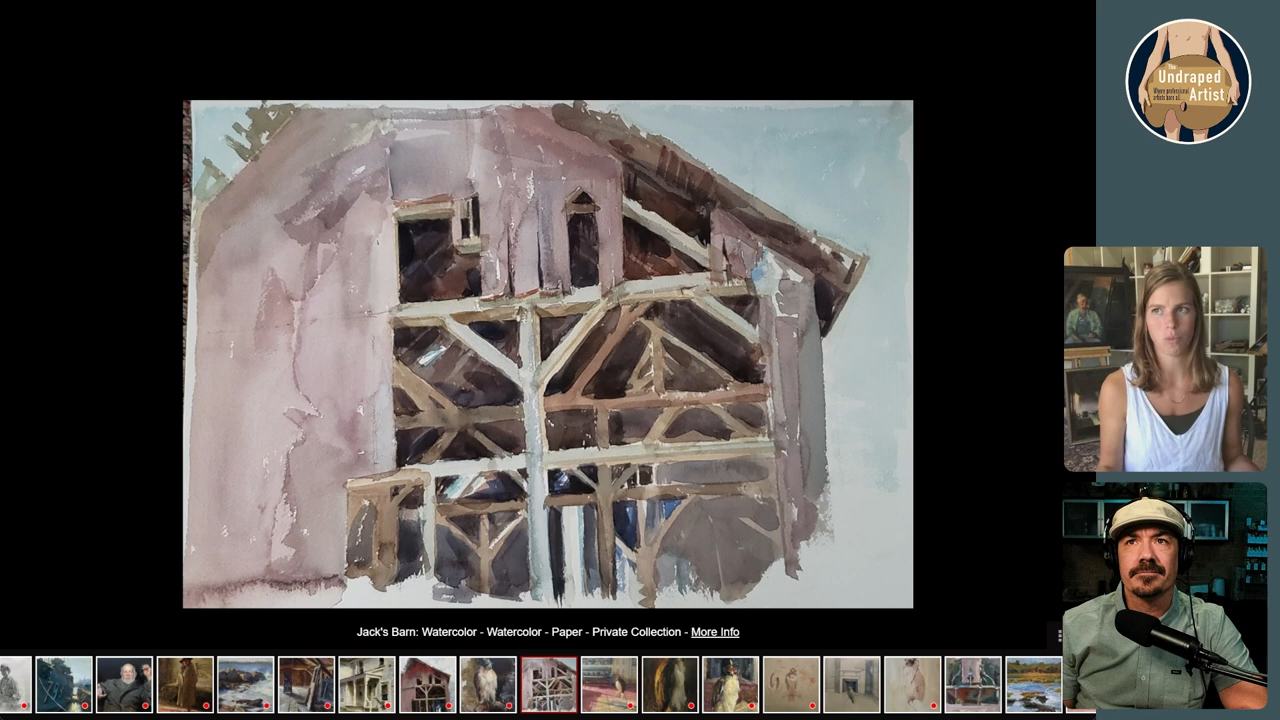 The
Undraped
Where professional
artists bare all.
Artist
Jack's Barn: Watercolor - Watercolor - Paper - Private Collection - More Info